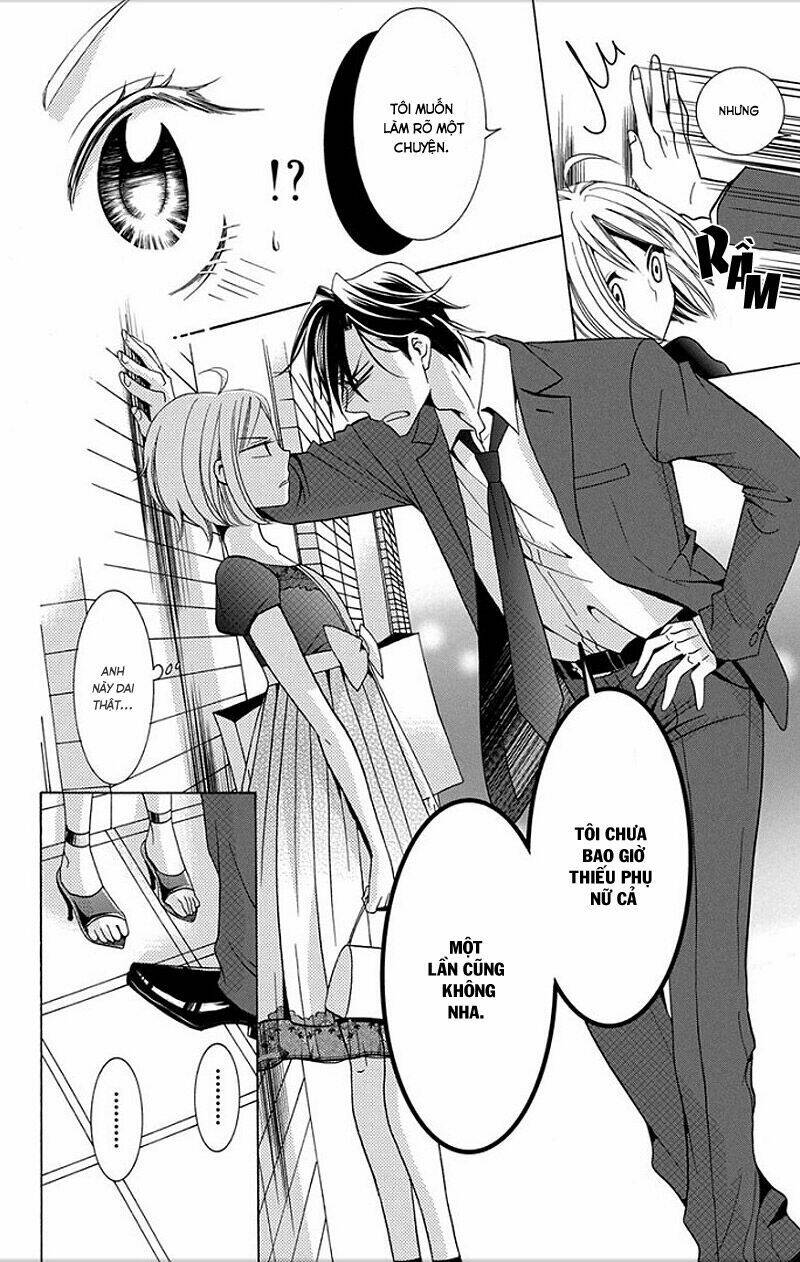 NHƯNG
RẦM
TÔI MUỐN
LÀM RÕ MỘT
CHUYỆN.
!?
TÔI CHƯA
BAO GIỜ
THIẾU PHỤ
NỮ CẢ
MỘT
LẦN CŨNG
KHÔNG
NHA.
ANH
NÀY DAI
THẬT...
........
........